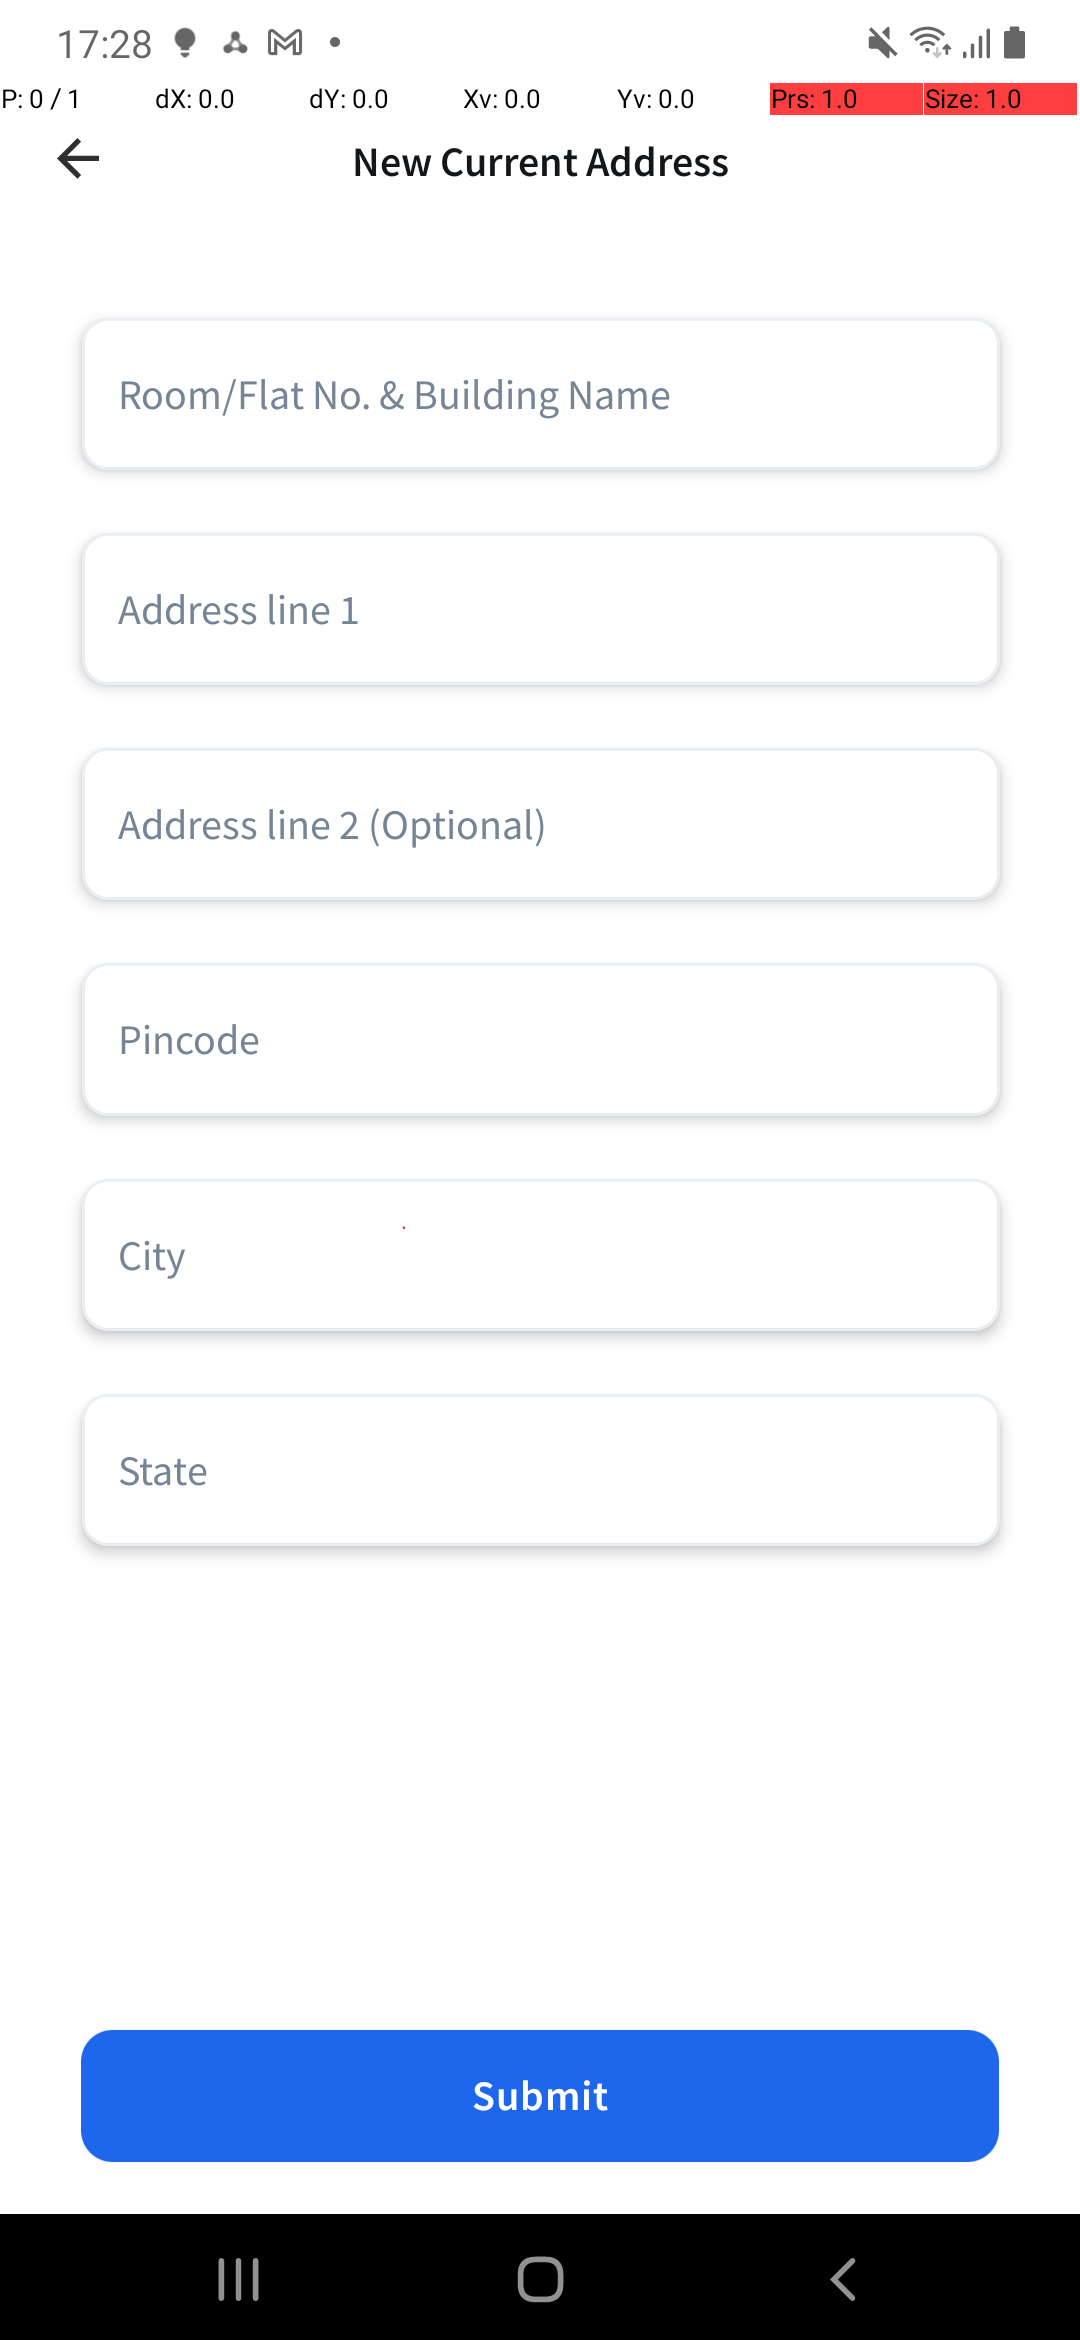 17:28
P: 0 / 1 dX: 0.0 dY: 0.0 Xv: 0.0 Yv: 0.0 Prs: 1.0 Size: 1.0
New Current Address
Room/Flat No. & Building Name
Address line 1
Address line 2 (Optional)
Pincode
City
State
Submit